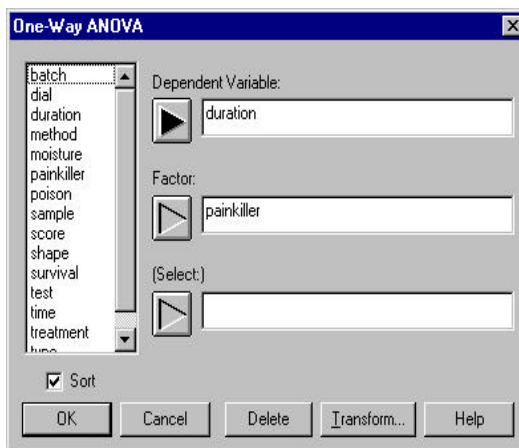 One-Way ANOVA
batch
dial
duration
method
moisture
painkiller
poison
sample
score
shape
survival
test
time
treatment
Dependent Variable:
duration
Factor:
painkiller
(Select:)
Sort
OK
Cancel
Delete
Transform...
Help